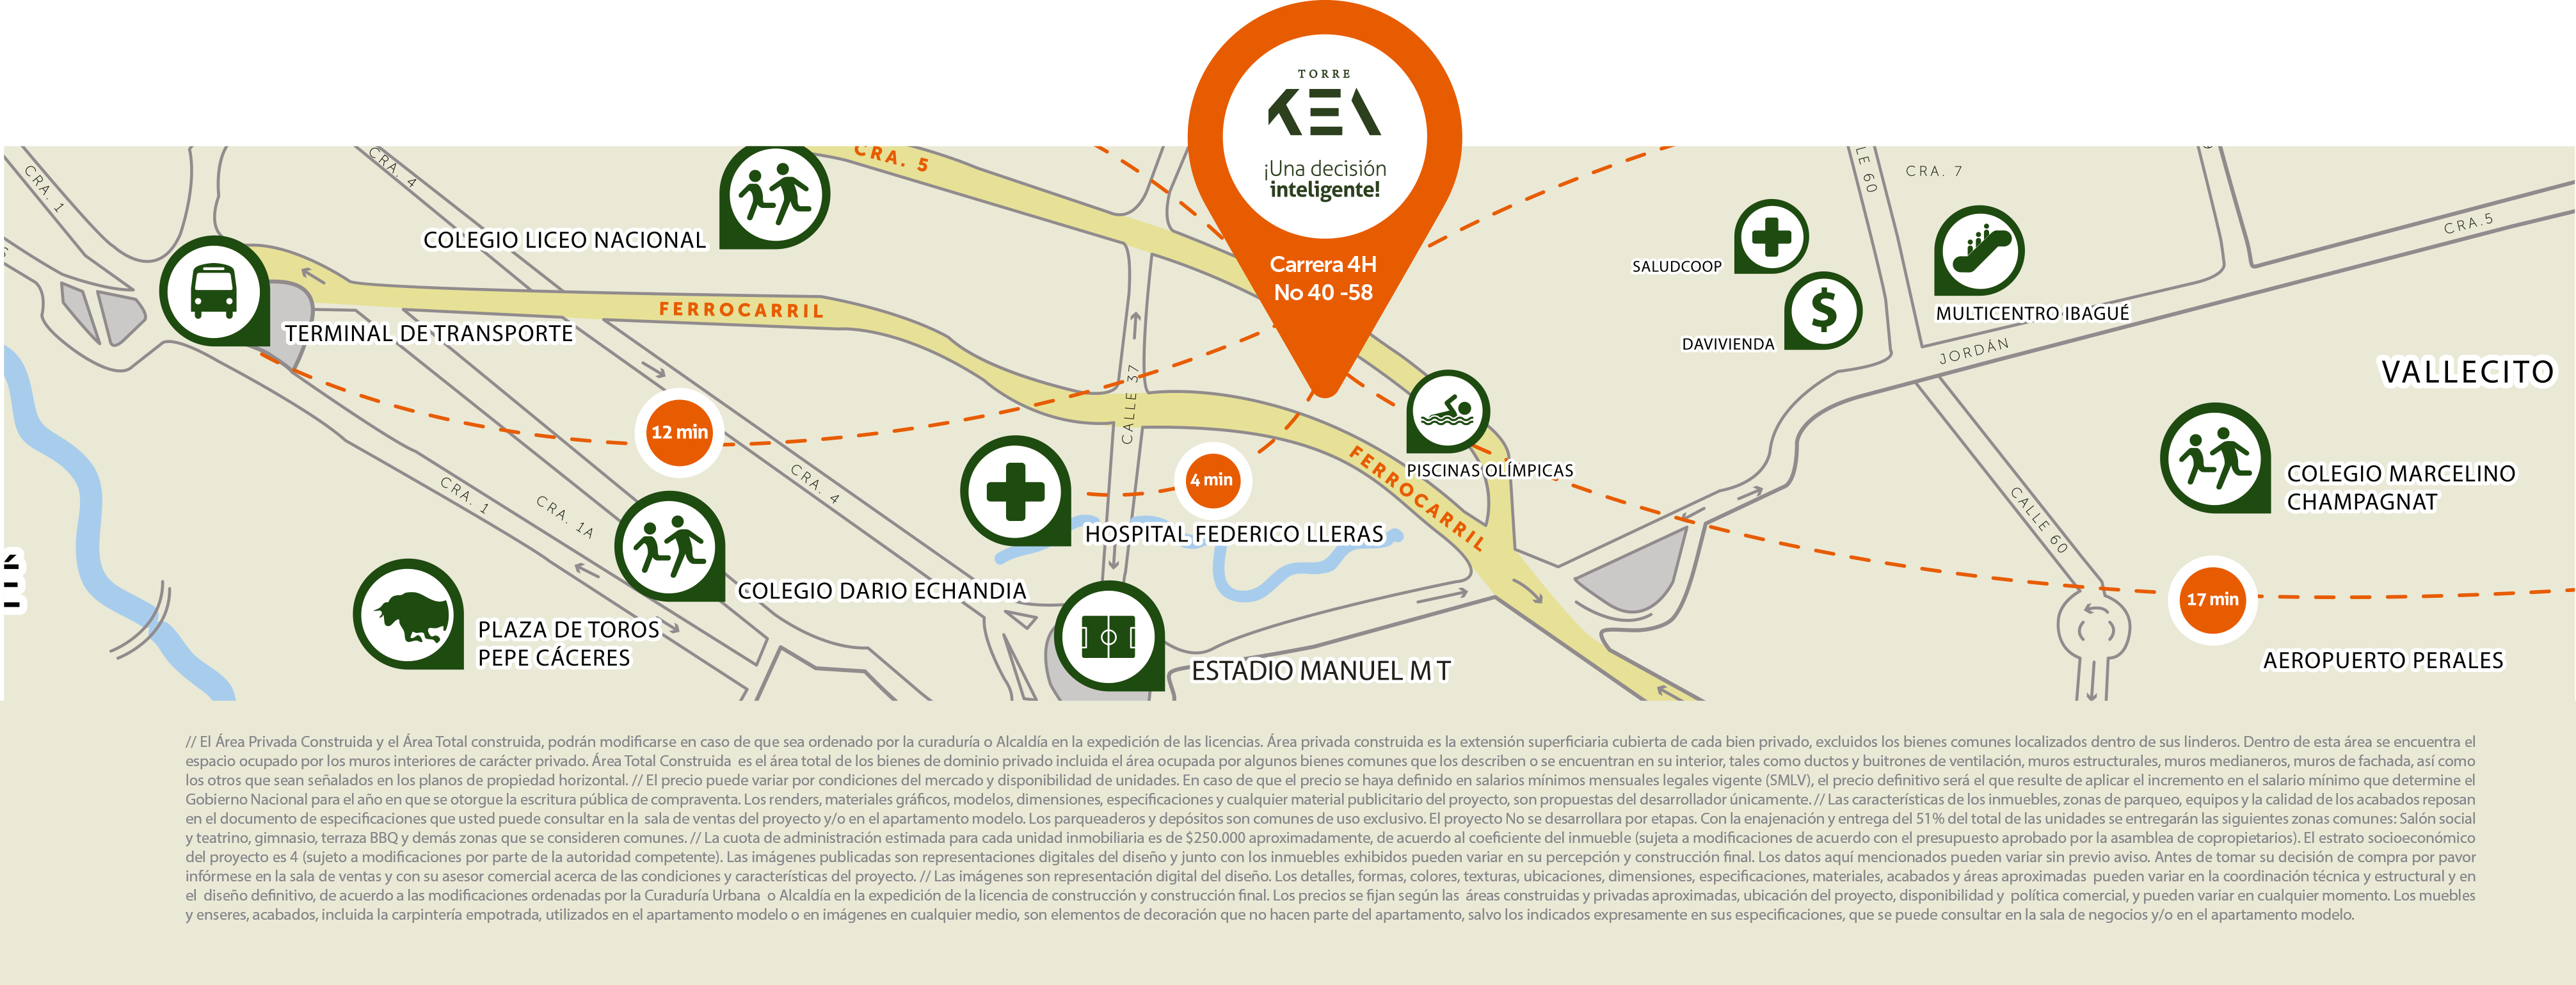 TORRE
KEA
¡Una decisión
inteligente!
Carrera 4H
No 40 -58
CRA. 1
CRA. 4
CRA. 5
LE 60
CRA. 7
CRA.5
COLEGIO LICEO NACIONAL
SALUDCOOP
MULTICENTRO IBAGUÉ
FERROCARRIL
TERMINAL DE TRANSPORTE
DAVIVIENDA
$
JORDÁN
VALLECITO
CALLE 37
12 min
4 min
FERROCARRIL
PISCINAS OLÍMPICAS
COLEGIO MARCELINO
CHAMPAGNAT
CRA. 1
CRA. 1A
CRA. 4
CALLE 60
HOSPITAL FEDERICO LLERAS
COLEGIO DARIO ECHANDIA
17 min
PLAZA DE TOROS
PEPE CÁCERES
ESTADIO MANUEL M T
AEROPUERTO PERALES
// El Área Privada Construida y el Área Total construida, podrán modificarse en caso de que sea ordenado por la curaduría o Alcaldía en la expedición de las licencias. Área privada construida es la extensión superficiaria cubierta de cada bien privado, excluidos los bienes comunes localizados dentro de sus linderos. Dentro de esta área se encuentra el
espacio ocupado por los muros interiores de carácter privado. Área Total Construida es el área total de los bienes de dominio privado incluida el área ocupada por algunos bienes comunes que los describen o se encuentran en su interior, tales como ductos y buitrones de ventilación, muros estructurales, muros medianeros, muros de fachada, así como
los otros que sean señalados en los planos de propiedad horizontal. // El precio puede variar por condiciones del mercado y disponibilidad de unidades. En caso de que el precio se haya definido en salarios mínimos mensuales legales vigente (SMLV), el precio definitivo será el que resulte de aplicar el incremento en el salario mínimo que determine el
Gobierno Nacional para el año en que se otorgue la escritura pública de compraventa. Los renders, materiales gráficos, modelos, dimensiones, especificaciones y cualquier material publicitario del proyecto, son propuestas del desarrollador únicamente. // Las características de los inmuebles, zonas de parqueo, equipos y la calidad de los acabados reposan
en el documento de especificaciones que usted puede consultar en la sala de ventas del proyecto y/o en el apartamento modelo. Los parqueaderos y depósitos son comunes de uso exclusivo. El proyecto No se desarrollara por etapas. Con la enajenación y entrega del 51% del total de las unidades se entregarán las siguientes zonas comunes: Salón social
y teatrino, gimnasio, terraza BBQ y demás zonas que se consideren comunes. // La cuota de administración estimada para cada unidad inmobiliaria es de $250.000 aproximadamente, de acuerdo al coeficiente del inmueble (sujeta a modificaciones de acuerdo con el presupuesto aprobado por la asamblea de copropietarios). El estrato socioeconómico
del proyecto es 4 (sujeto a modificaciones por parte de la autoridad competente). Las imágenes publicadas son representaciones digitales del diseño y junto con los inmuebles exhibidos pueden variar en su percepción y construcción final. Los datos aquí mencionados pueden variar sin previo aviso. Antes de tomar su decisión de compra por pavor
infórmese en la sala de ventas y con su asesor comercial acerca de las condiciones y características del proyecto. // Las imágenes son representación digital del diseño. Los detalles, formas, colores, texturas, ubicaciones, dimensiones, especificaciones, materiales, acabados y áreas aproximadas pueden variar en la coordinación técnica y estructural y en
el diseño definitivo, de acuerdo a las modificaciones ordenadas por la Curaduría Urbana o Alcaldía en la expedición de la licencia de construcción y construcción final. Los precios se fijan según las áreas construidas y privadas aproximadas, ubicación del proyecto, disponibilidad y política comercial, y pueden variar en cualquier momento. Los muebles
y enseres, acabados, incluida la carpintería empotrada, utilizados en el apartamento modelo o en imágenes en cualquier medio, son elementos de decoración que no hacen parte del apartamento, salvo los indicados expresamente en sus especificaciones, que se puede consultar en la sala de negocios y/o en el apartamento modelo.